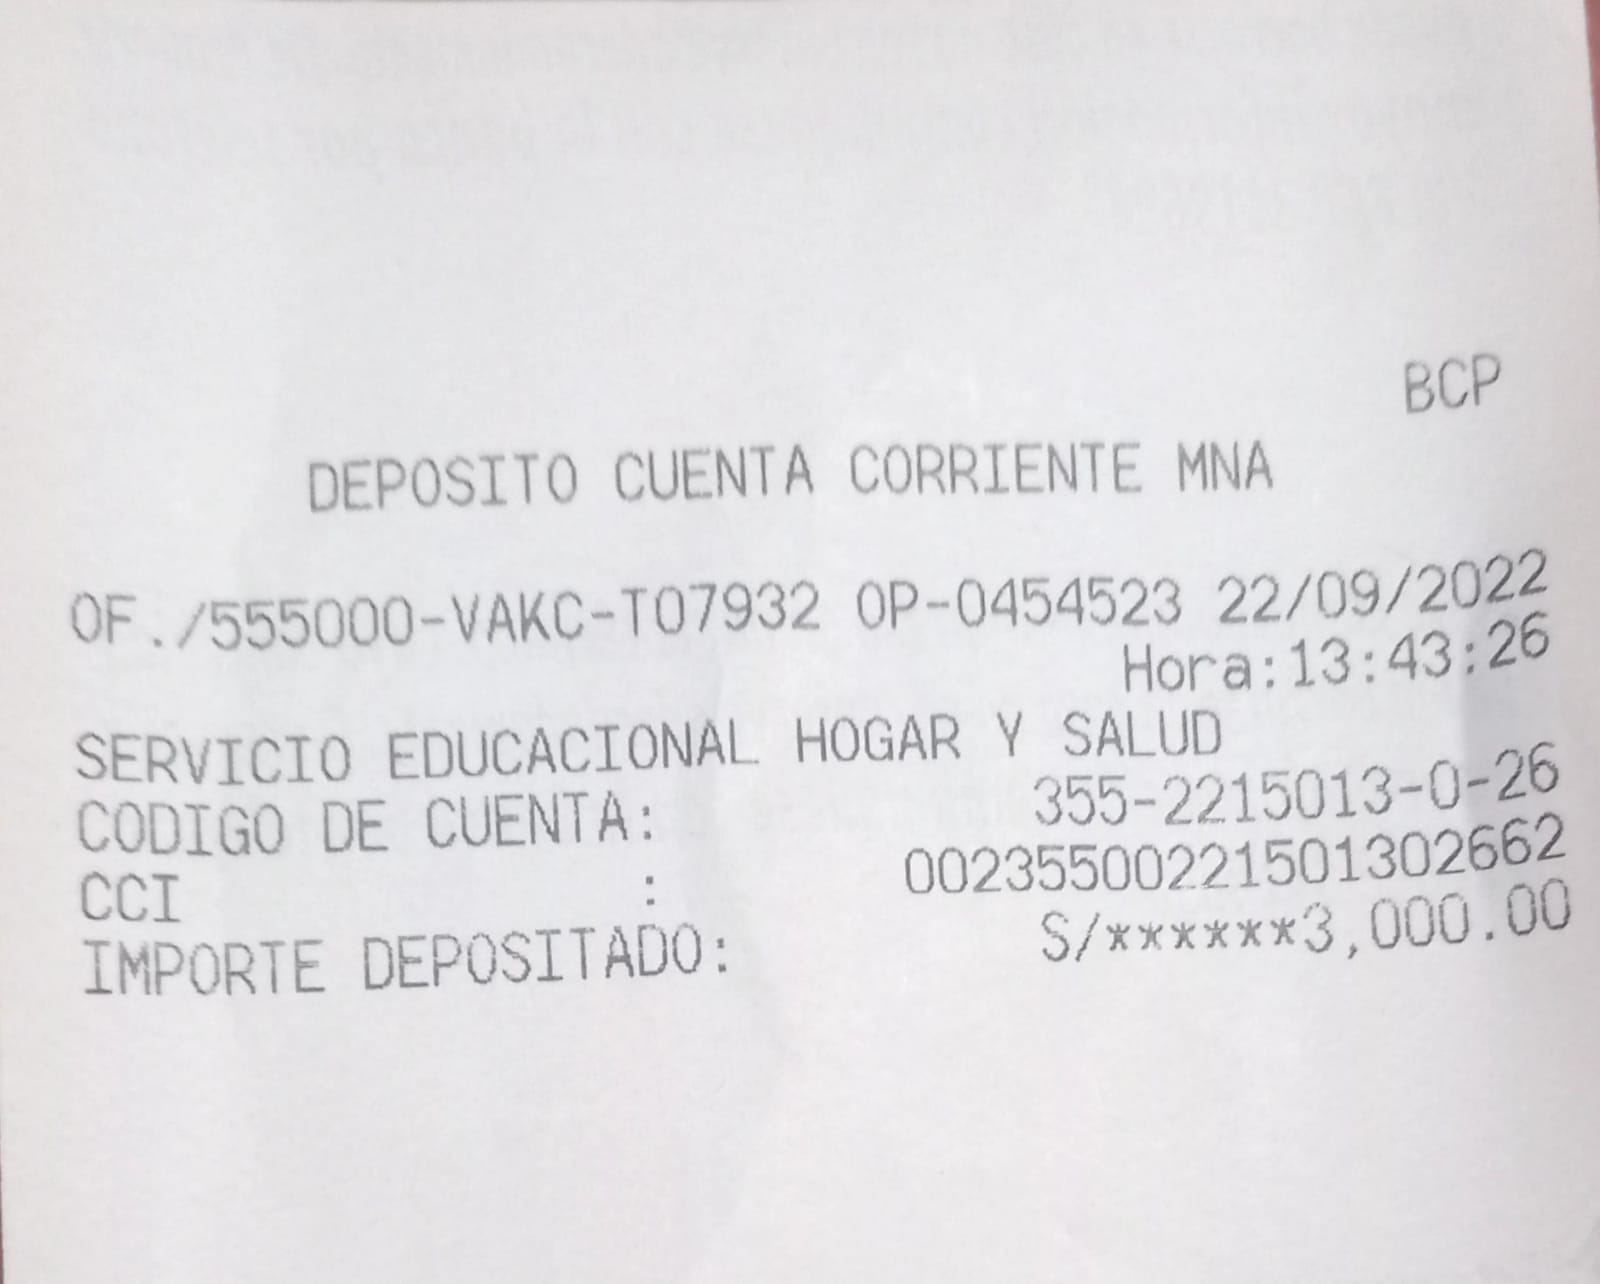 BCP
DEPOSITO CUENTA CORRIENTE MNA
OF./555000-VAKC-T07932 OP-0454523 22/09/2022
Hora:13:43:26
SERVICIO EDUCACIONAL HOGAR Y SALUD
CODIGO DE CUENTA: 355-2215013-0-26
CCI : 00235500221501302662
IMPORTE DEPOSITADO: S/******3,000.00